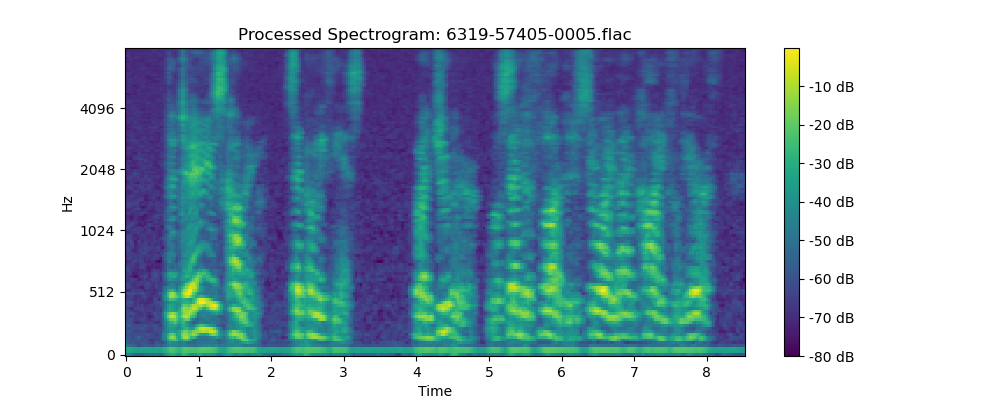 Processed Spectrogram: 6319-57405-0005.flac
Hz
4096
2048
1024
512
0
0 1 2 3 4 5 6 7 8
Time
-10 dB
-20 dB
-30 dB
-40 dB
-50 dB
-60 dB
-70 dB
-80 dB